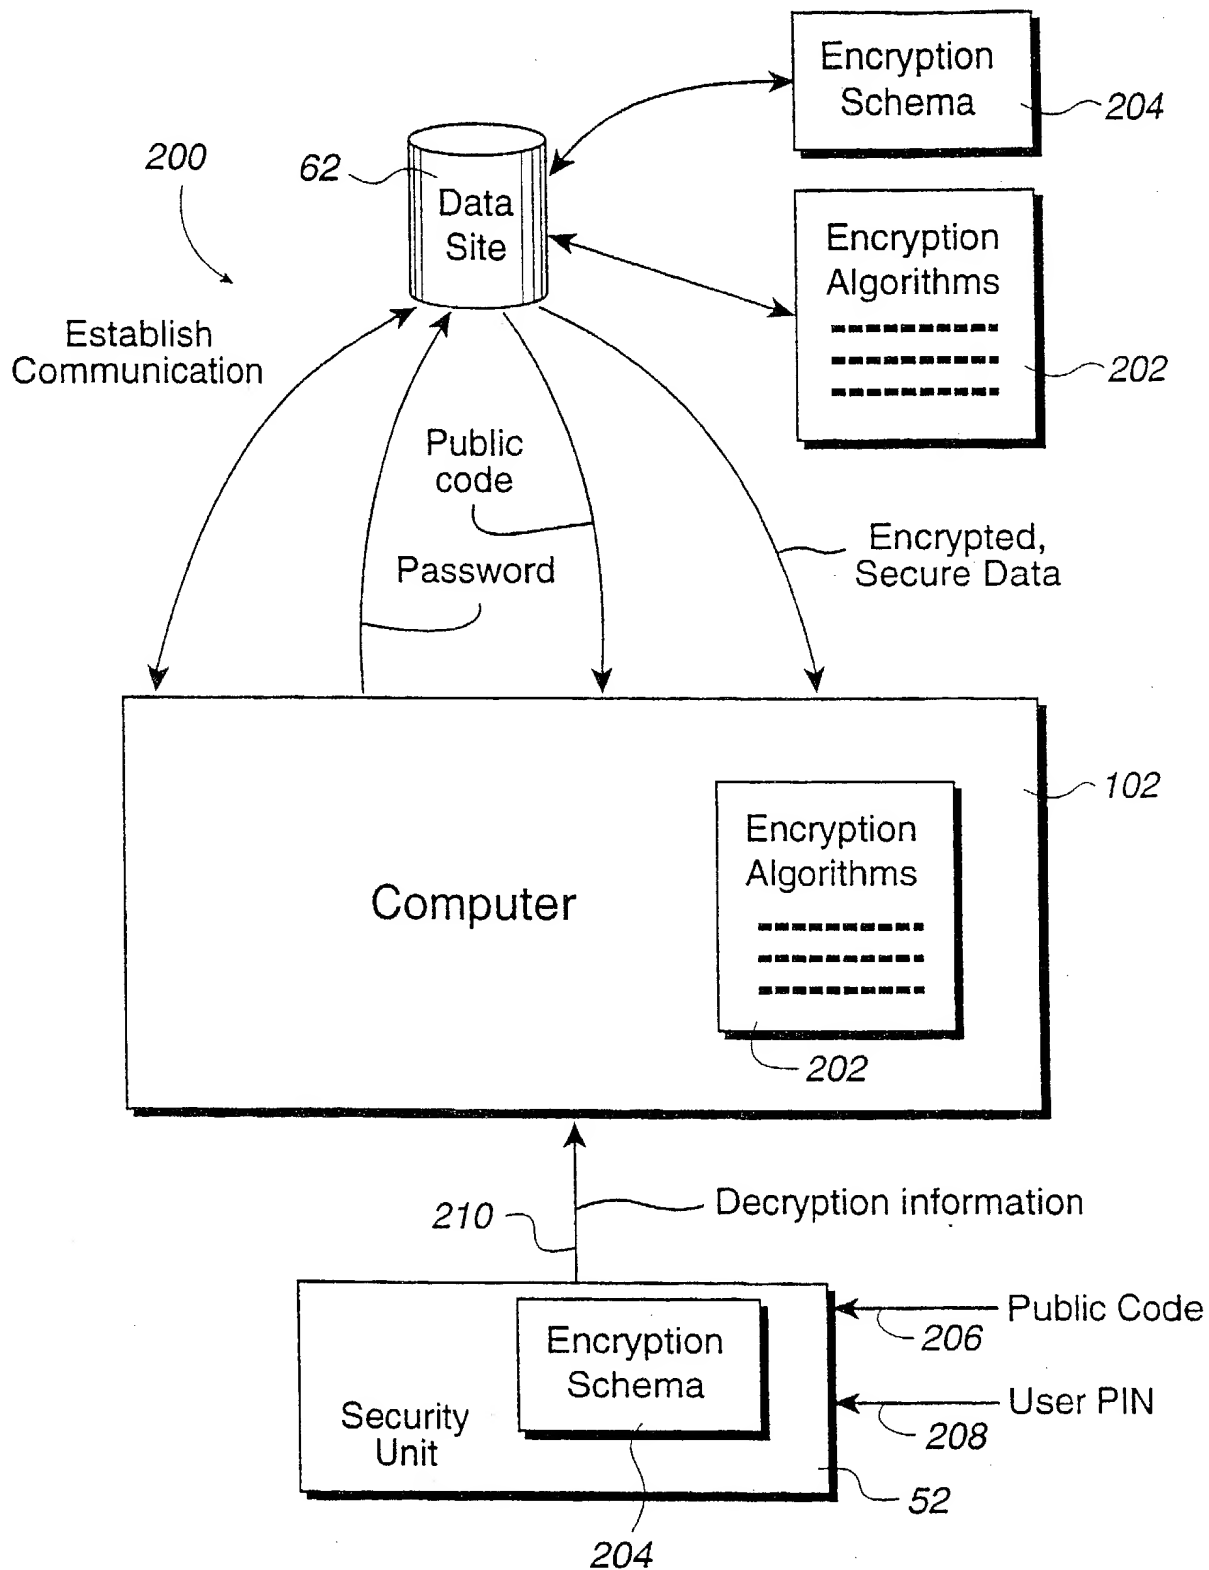 Encryption
Schema
204
200
62
Data
Site
Encryption
Algorithms
202
Establish
Communication
Public
code
Password
Encrypted,
Secure Data
102
Encryption
Algorithms
Computer
202
Decryption information
210
Public Code
206
Encryption
Schema
User PIN
208
Security
Unit
52
204